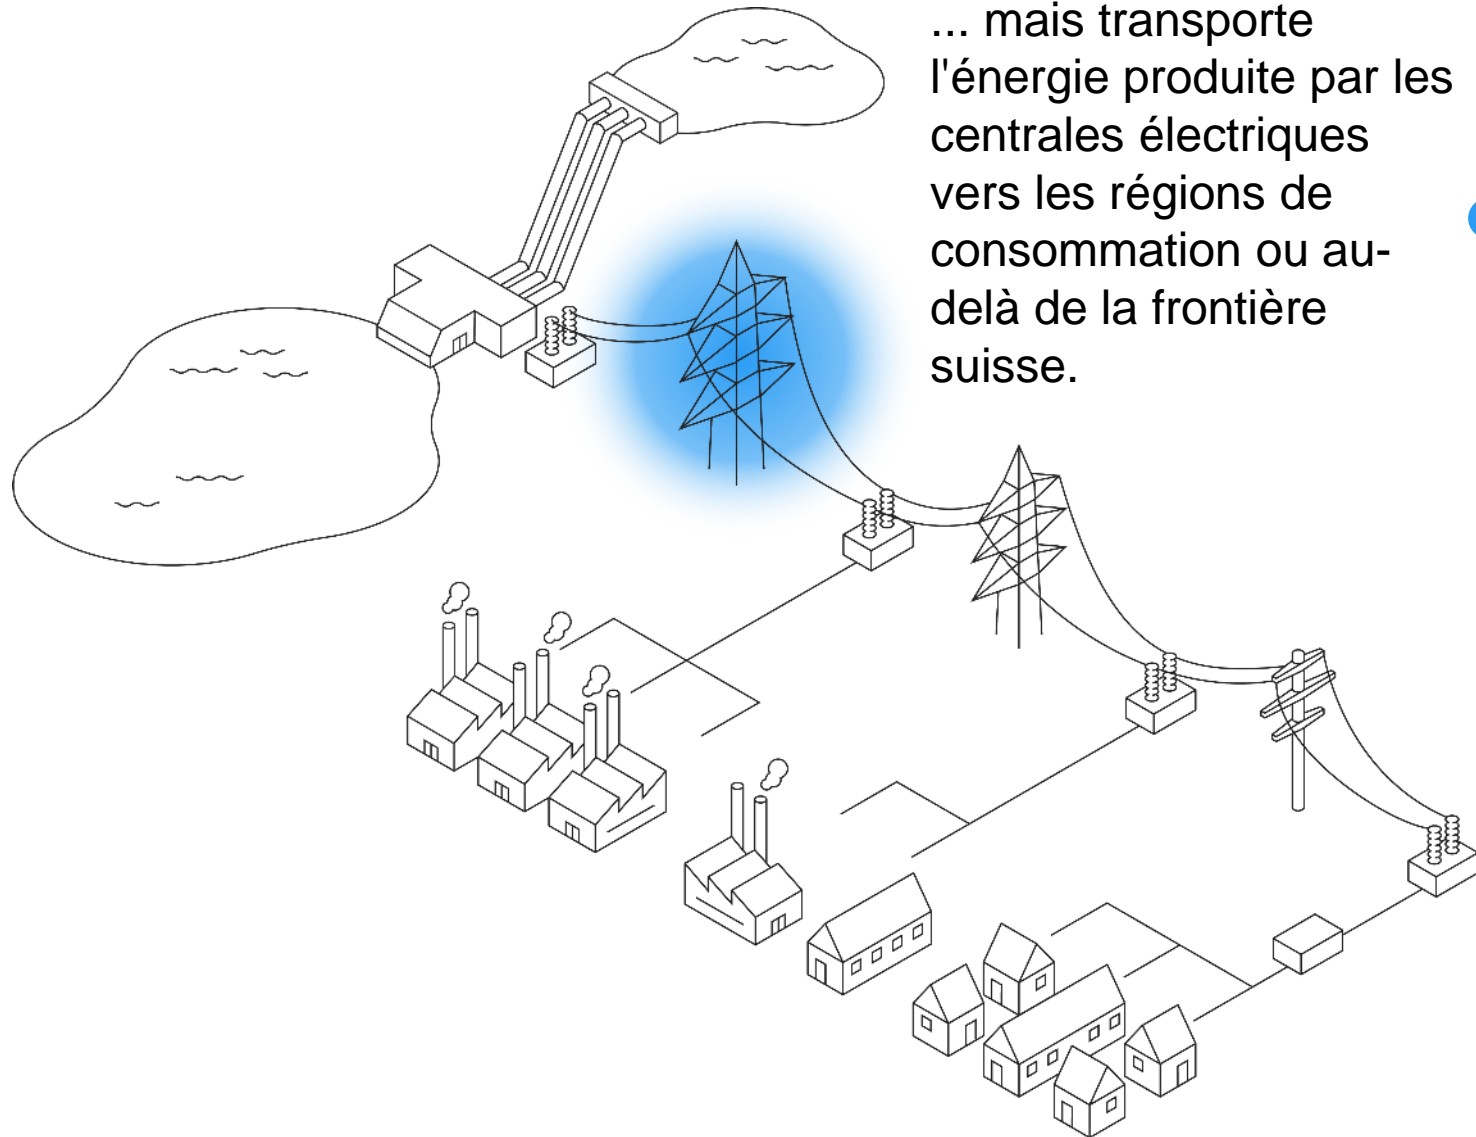 ... mais transporte
l'énergie produite par les
centrales électriques
vers les régions de
consommation ou au-
delà de la frontière
suisse.